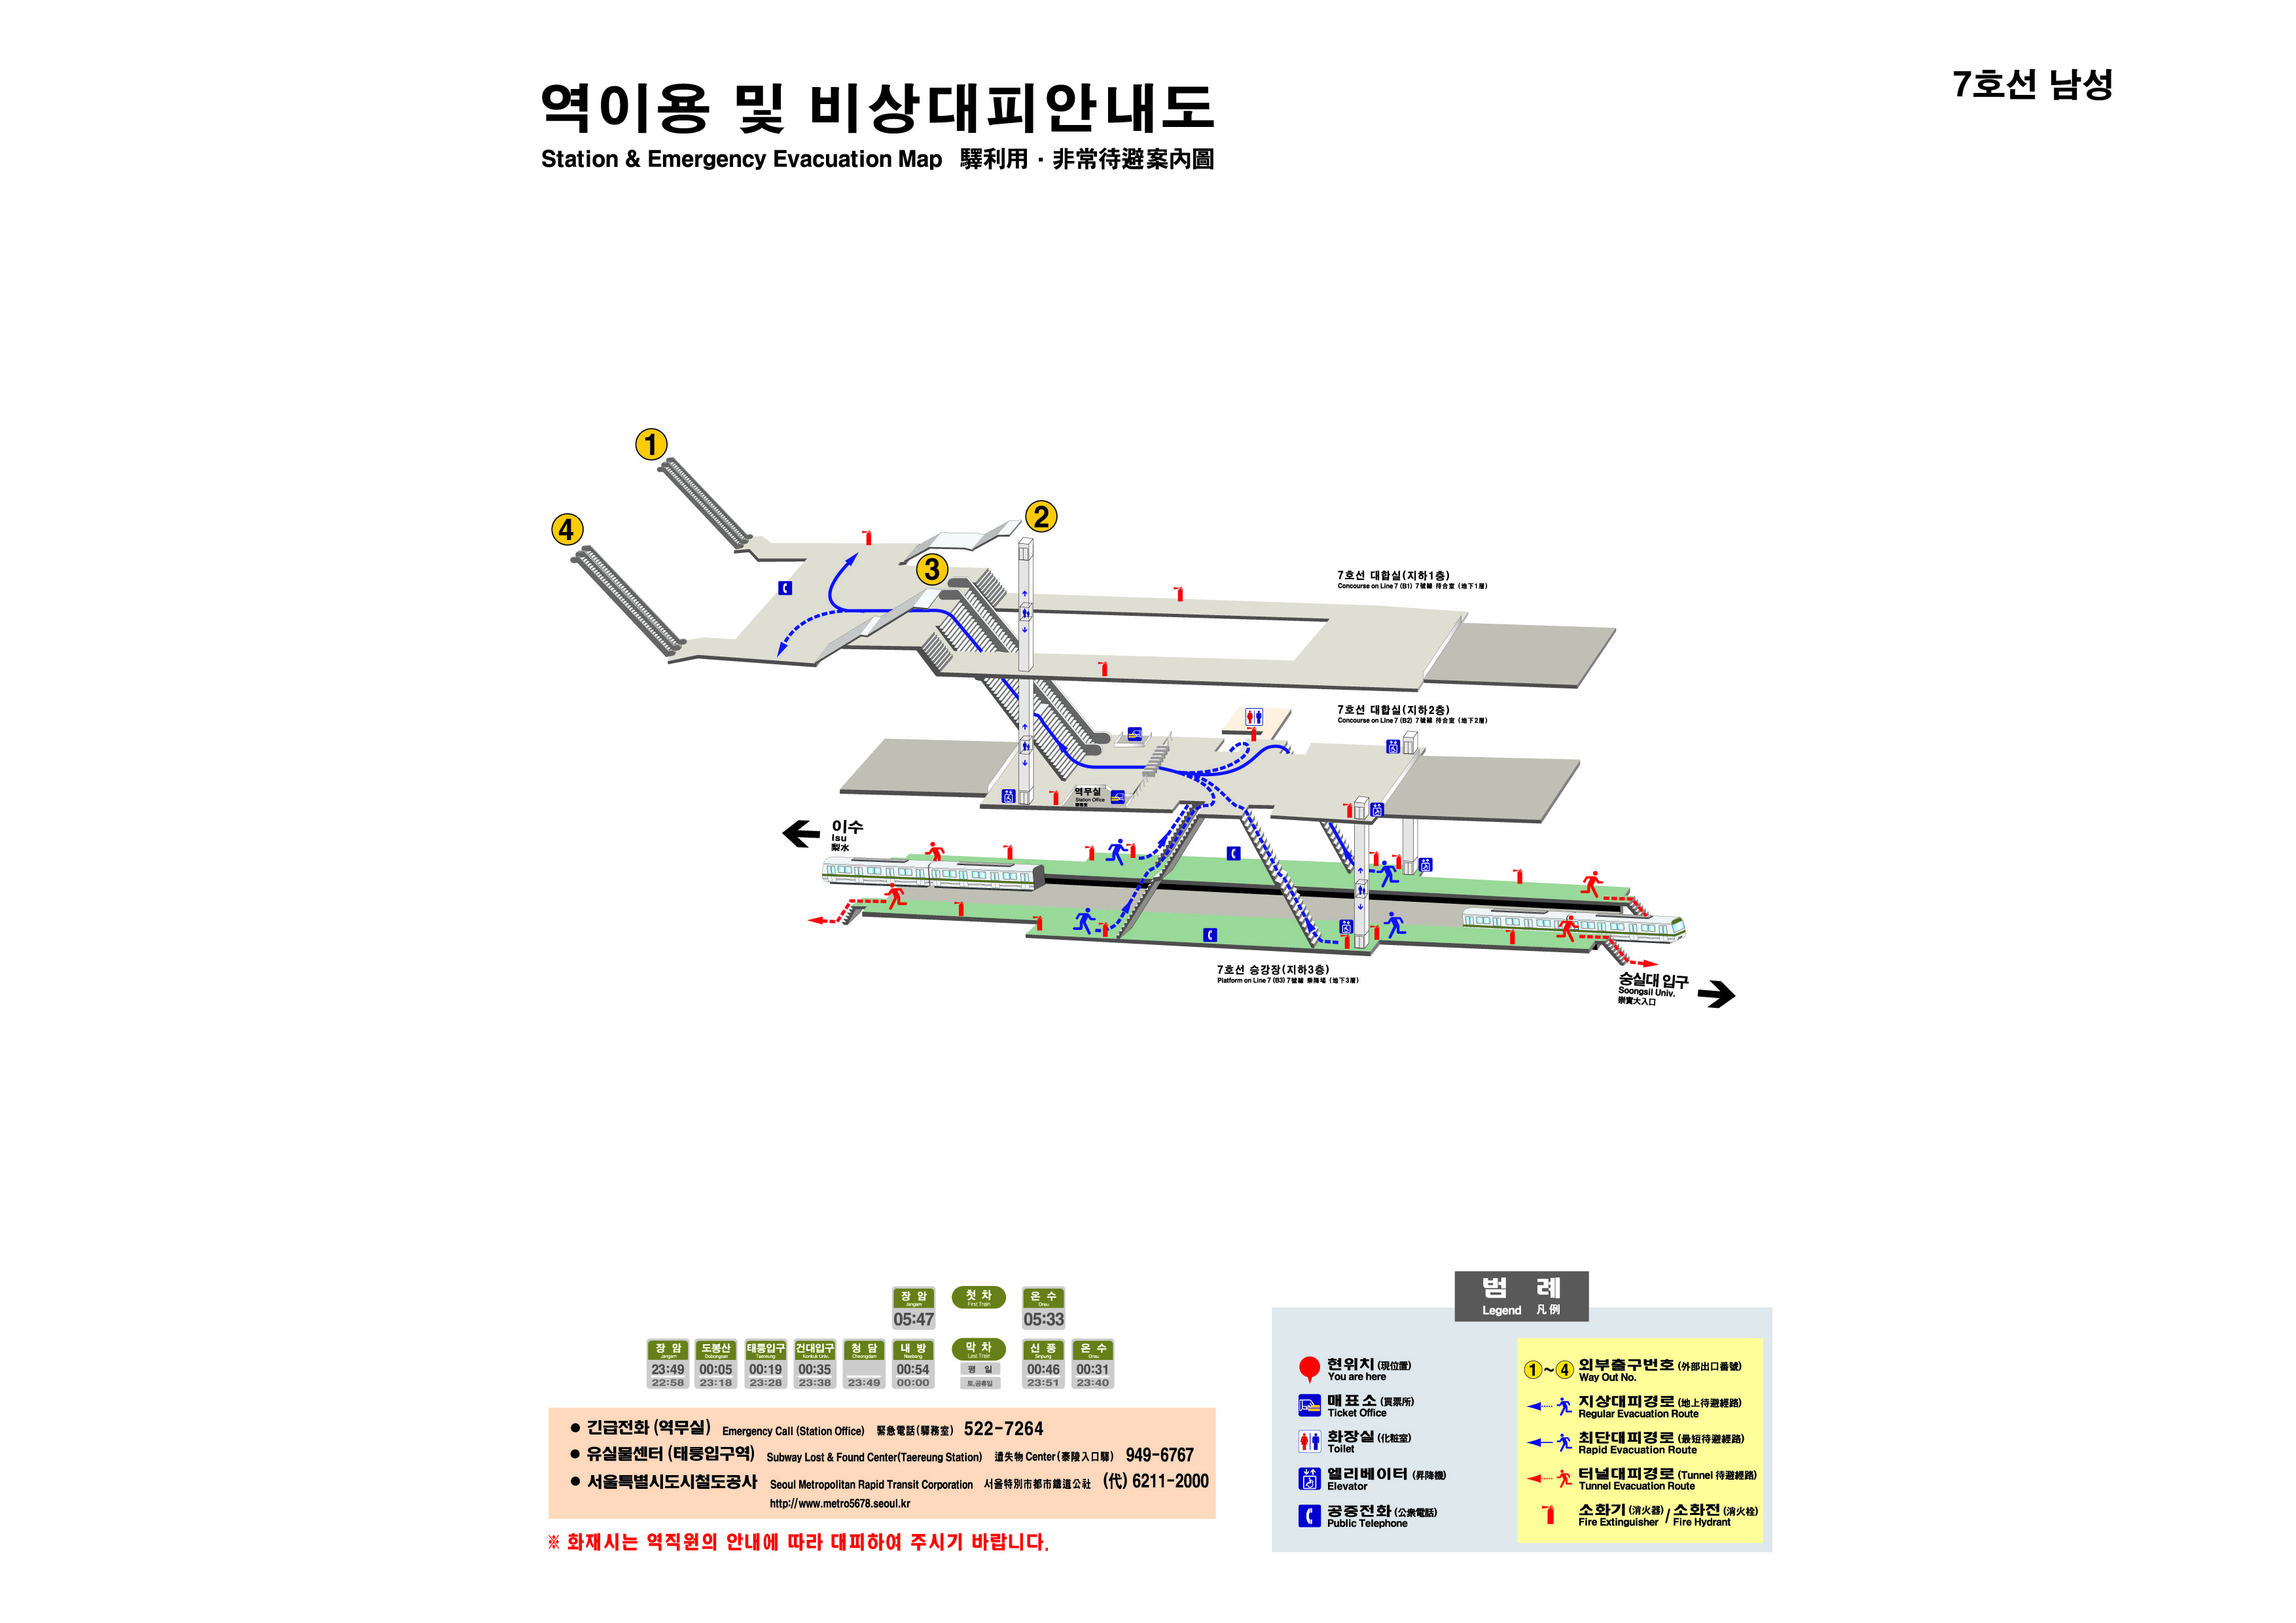 역이용 및 비상대피안내도
Station & Emergency Evacuation Map 驛利用·非常待避案內圖
7호선 남성
1
4
2
3
7호선 대합실(지하1층)
Concourse on Line 7 (B1) 7號線 待合室 (地下1層)
7호선 대합실(지하2층)
Concourse on Line 7 (B2) 7號線 待合室 (地下2層)
역무실
Station Office
驛務室
이수
Isu
梨水
7호선 승강장(지하3층)
Platform on Line 7 (B3) 7號線 乘降場 (地下3層)
숭실대 입구
Soongsil Univ.
崇實大入口
장 암 첫 차 온 수
Jangam First Train Onsu
05:47 05:33
장 암 도봉산 태릉입구 건대입구 청 담 내 방 막 차 신 풍 온 수
Jangam Dobongsan Taereung Konkuk Univ. Cheongdam Naebang Last Train Sinpung Onsu
23:49 00:05 00:19 00:35 00:54 평 일 00:46 00:31
22:58 23:18 23:28 23:38 23:49 00:00 토,공휴일 23:51 23:40
● 긴급전화 (역무실) Emergency Call (Station Office) 緊急電話(驛務室) 522-7264
● 유실물센터 (태릉입구역) Subway Lost & Found Center(Taereung Station) 遺失物 Center (泰陵入口驛) 949-6767
● 서울특별시도시철도공사 Seoul Metropolitan Rapid Transit Corporation 서울特別市都市鐵道公社 (代) 6211-2000
http://www.metro5678.seoul.kr
※ 화재시는 역직원의 안내에 따라 대피하여 주시기 바랍니다.
범 례
Legend 凡例
현위치 (現位置)
You are here
매표소 (買票所)
Ticket Office
화장실 (化粧室)
Toilet
엘리베이터 (昇降機)
Elevator
공중전화 (公衆電話)
Public Telephone
1~4 외부출구번호 (外部出口番號)
Way Out No.
지상대피경로 (地上待避經路)
Regular Evacuation Route
최단대피경로 (最短待避經路)
Rapid Evacuation Route
터널대피경로 (Tunnel 待避經路)
Tunnel Evacuation Route
소화기 (消火器) / 소화전 (消火栓)
Fire Extinguisher / Fire Hydrant